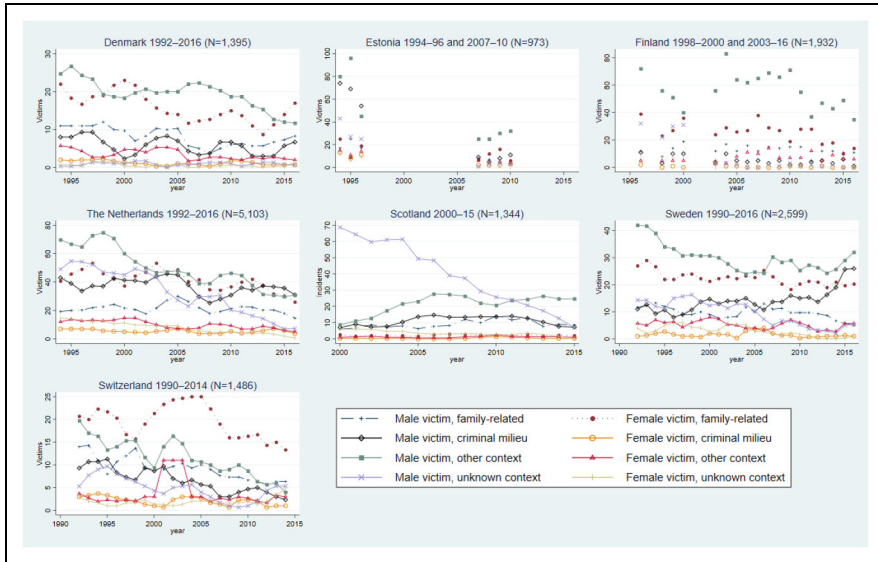 Denmark 1992–2016 (N=1,395)
Victims
0 10 20 30
1995 2000 2005 2010 2015
year
Estonia 1994–96 and 2007–10 (N=973)
Victims
0 20 40 60 80 100
1995 2000 2005 2010 2015
year
Finland 1998–2000 and 2003–16 (N=1,932)
Victims
0 20 40 60 80
1995 2000 2005 2010 2015
year
The Netherlands 1992–2016 (N=5,103)
Victims
0 20 40 60 80
1995 2000 2005 2010 2015
year
Scotland 2000–15 (N=1,344)
Incidents
0 10 20 30 40 50 60 70
2000 2005 2010 2015
year
Sweden 1990–2016 (N=2,599)
Victims
0 10 20 30 40
1990 1995 2000 2005 2010 2015
year
Switzerland 1990–2014 (N=1,486)
Victims
0 5 10 15 20 25
1990 1995 2000 2005 2010 2015
year
Male victim, family-related
Female victim, family-related
Male victim, criminal milieu
Female victim, criminal milieu
Male victim, other context
Female victim, other context
Male victim, unknown context
Female victim, unknown context